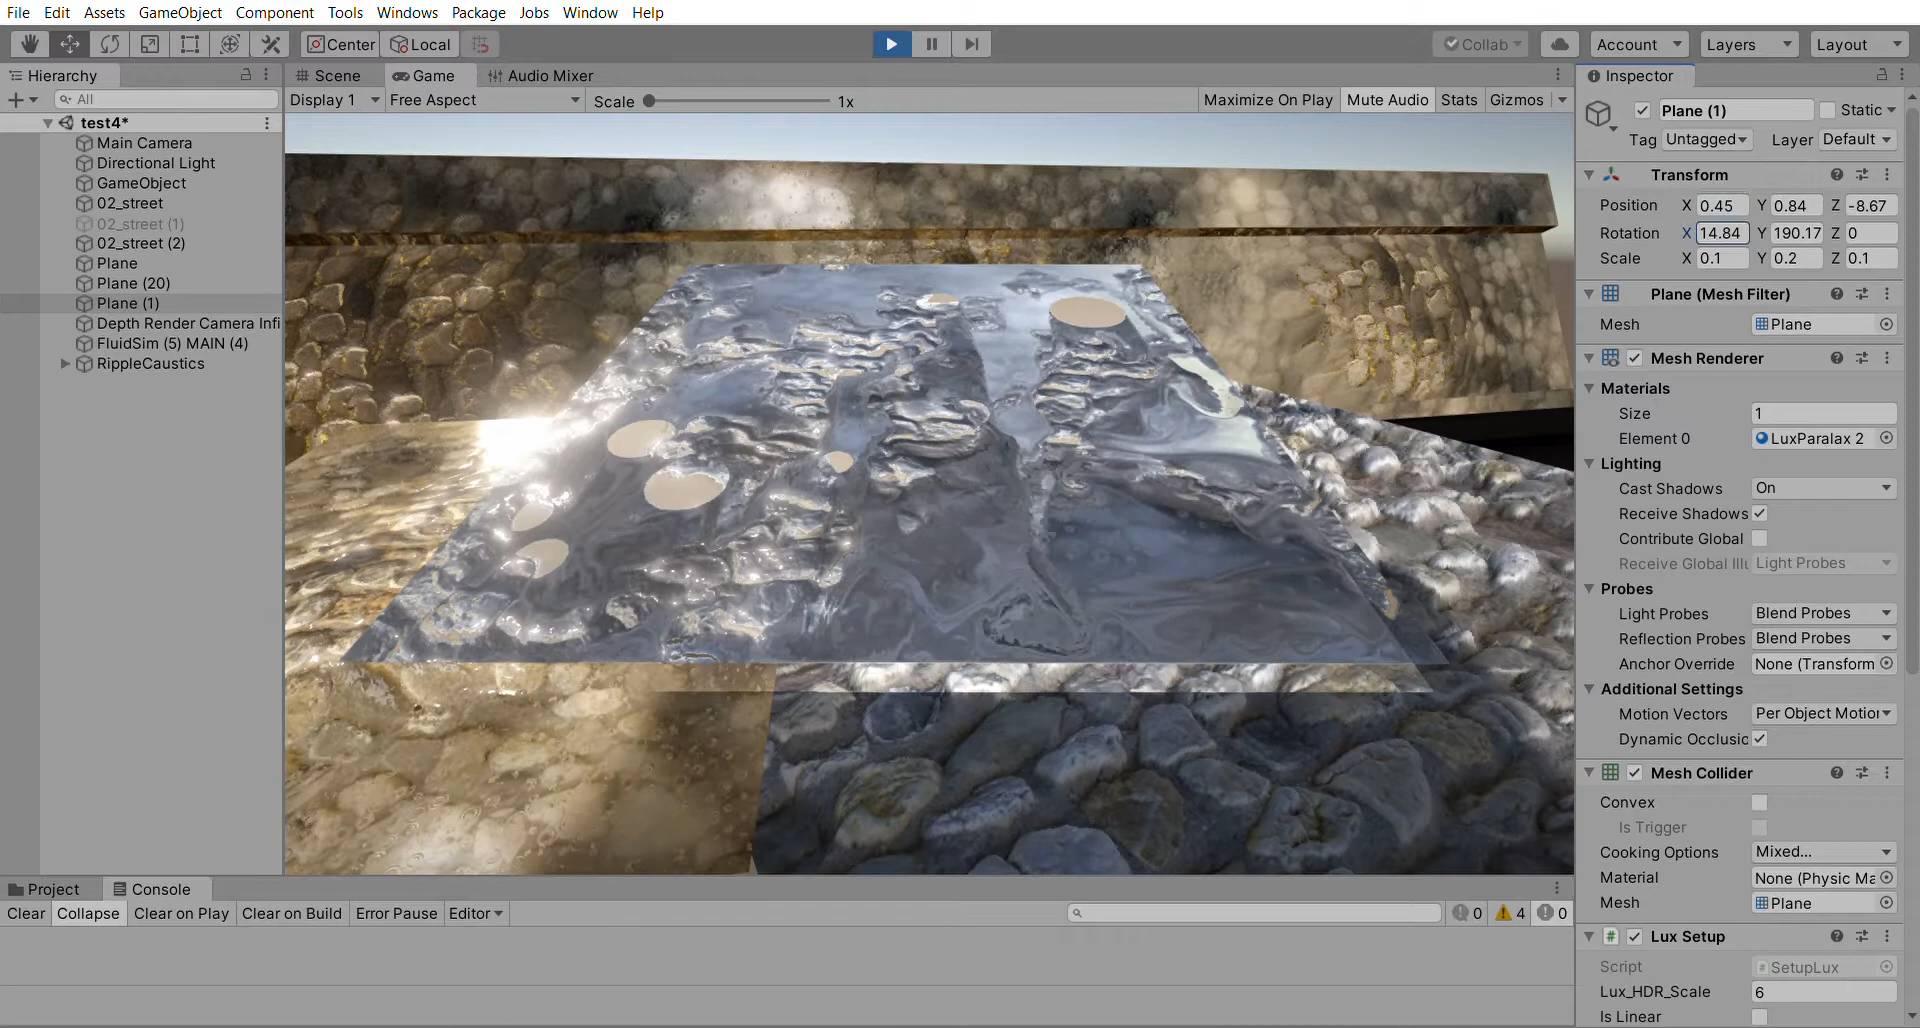 File Edit Assets GameObject Component Tools Windows Package Jobs Window Help
Center Local Collab Account Layers Layout
Hierarchy
All
test4*
Main Camera
Directional Light
GameObject
02_street
02_street (1)
02_street (2)
Plane
Plane (20)
Plane (1)
Depth Render Camera Infi
FluidSim (5) MAIN (4)
RippleCaustics
Scene Game Audio Mixer
Display 1 Free Aspect Scale 1x Maximize On Play Mute Audio Stats Gizmos
Project Console
Clear Collapse Clear on Play Clear on Build Error Pause Editor 0 4 0
Inspector
Plane (1) Static
Tag Untagged Layer Default
Transform
Position X 0.45 Y 0.84 Z -8.67
Rotation X 14.84 Y 190.17 Z 0
Scale X 0.1 Y 0.2 Z 0.1
Plane (Mesh Filter)
Mesh Plane
Mesh Renderer
Materials
Size 1
Element 0 LuxParalax 2
Lighting
Cast Shadows On
Receive Shadows
Contribute Global
Receive Global Illu Light Probes
Probes
Light Probes Blend Probes
Reflection Probes Blend Probes
Anchor Override None (Transform
Additional Settings
Motion Vectors Per Object Motion
Dynamic Occlusic
Mesh Collider
Convex
Is Trigger
Cooking Options Mixed...
Material None (Physic Ma
Mesh Plane
Lux Setup
Script SetupLux
Lux_HDR_Scale 6
Is Linear